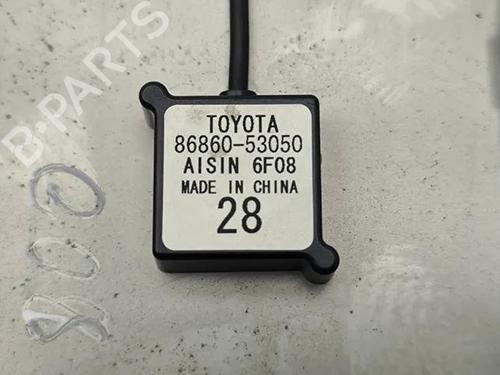 B-PARTS
TOYOTA
86860-53050
AISIN 6F08
MADE IN CHINA
28